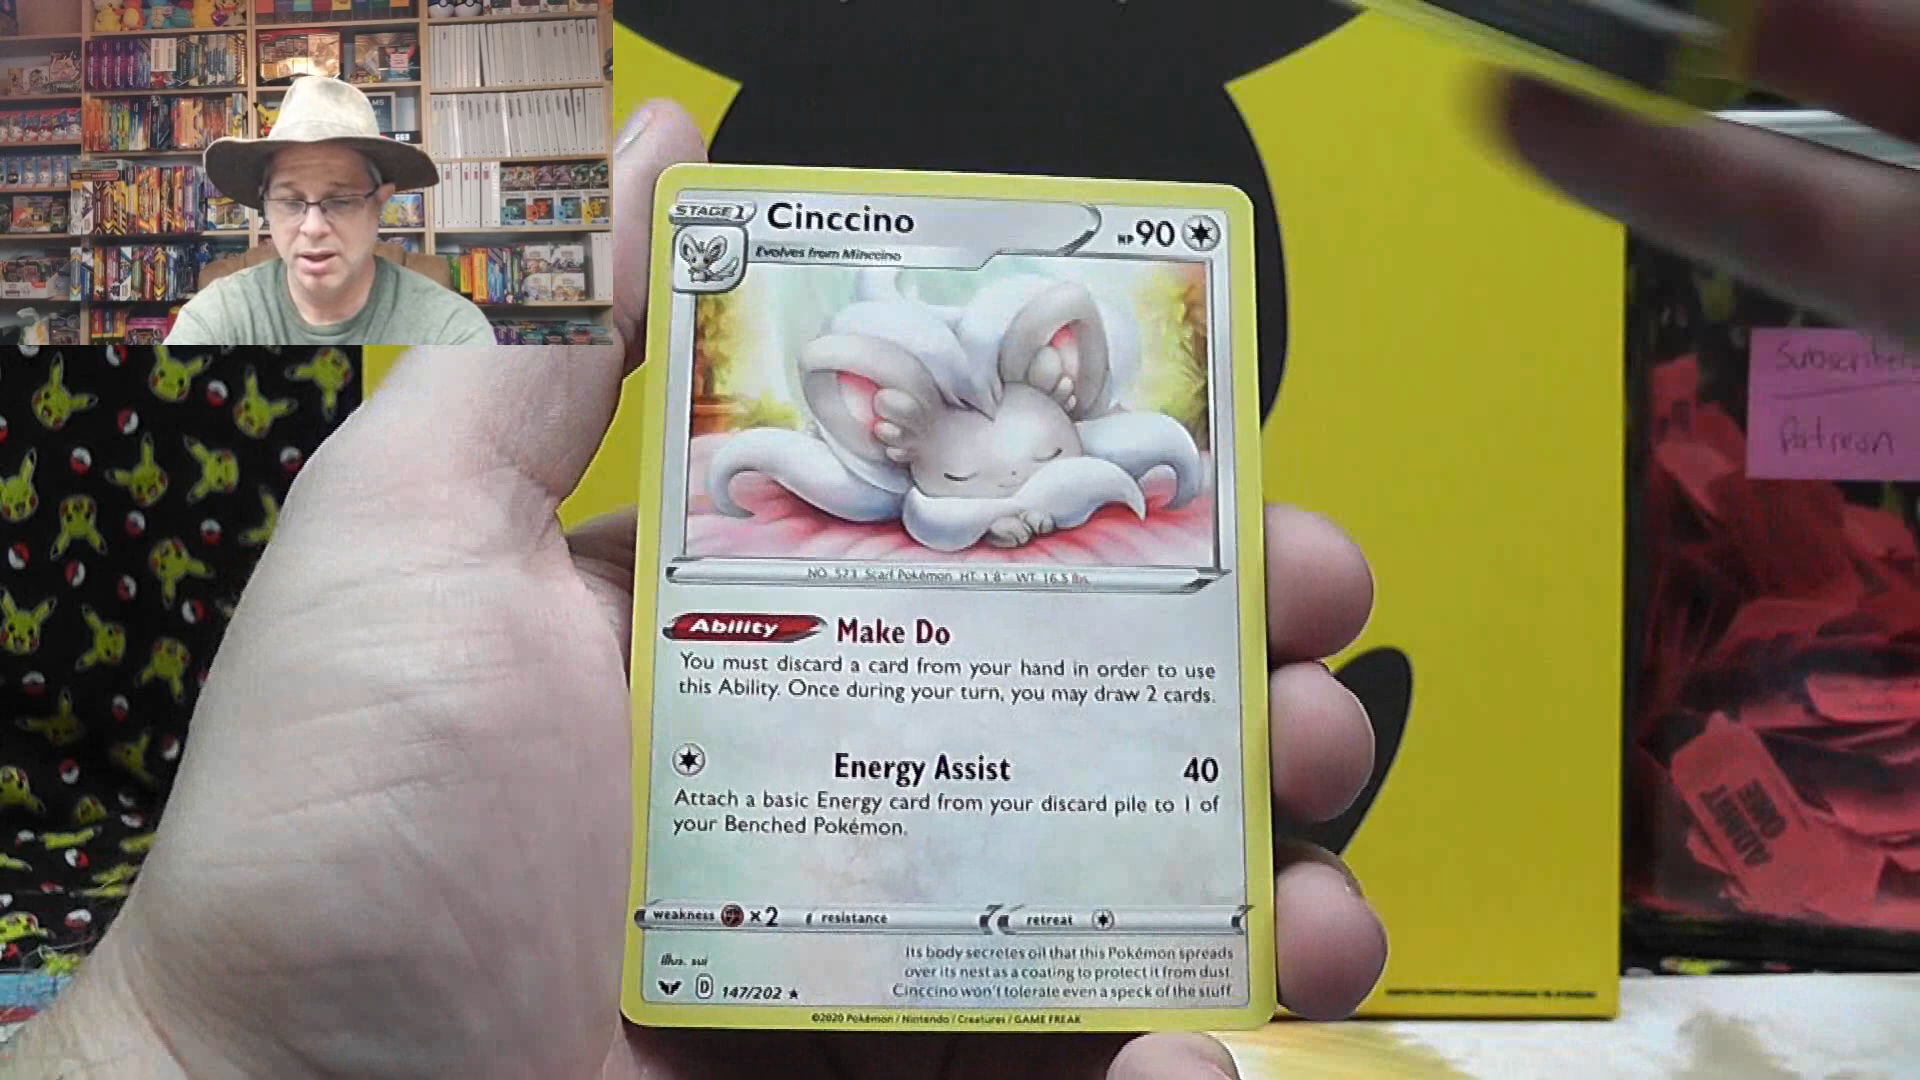 STAGE 1
Cinccino
HP 90
Evolves from Minccino
NO. 573 Scarf Pokémon HT: 1'8" WT: 16.5 lbs.
Ability
Make Do
You must discard a card from your hand in order to use
this Ability. Once during your turn, you may draw 2 cards.
Energy Assist
40
Attach a basic Energy card from your discard pile to 1 of
your Benched Pokémon.
weakness ×2
resistance
retreat
Illus. sui
D 147/202
Its body secretes oil that this Pokémon spreads
over its nest as a coating to protect it from dust.
Cinccino won't tolerate even a speck of the stuff.
©2020 Pokémon / Nintendo / Creatures / GAME FREAK
Patreon
ADMIT
ONE